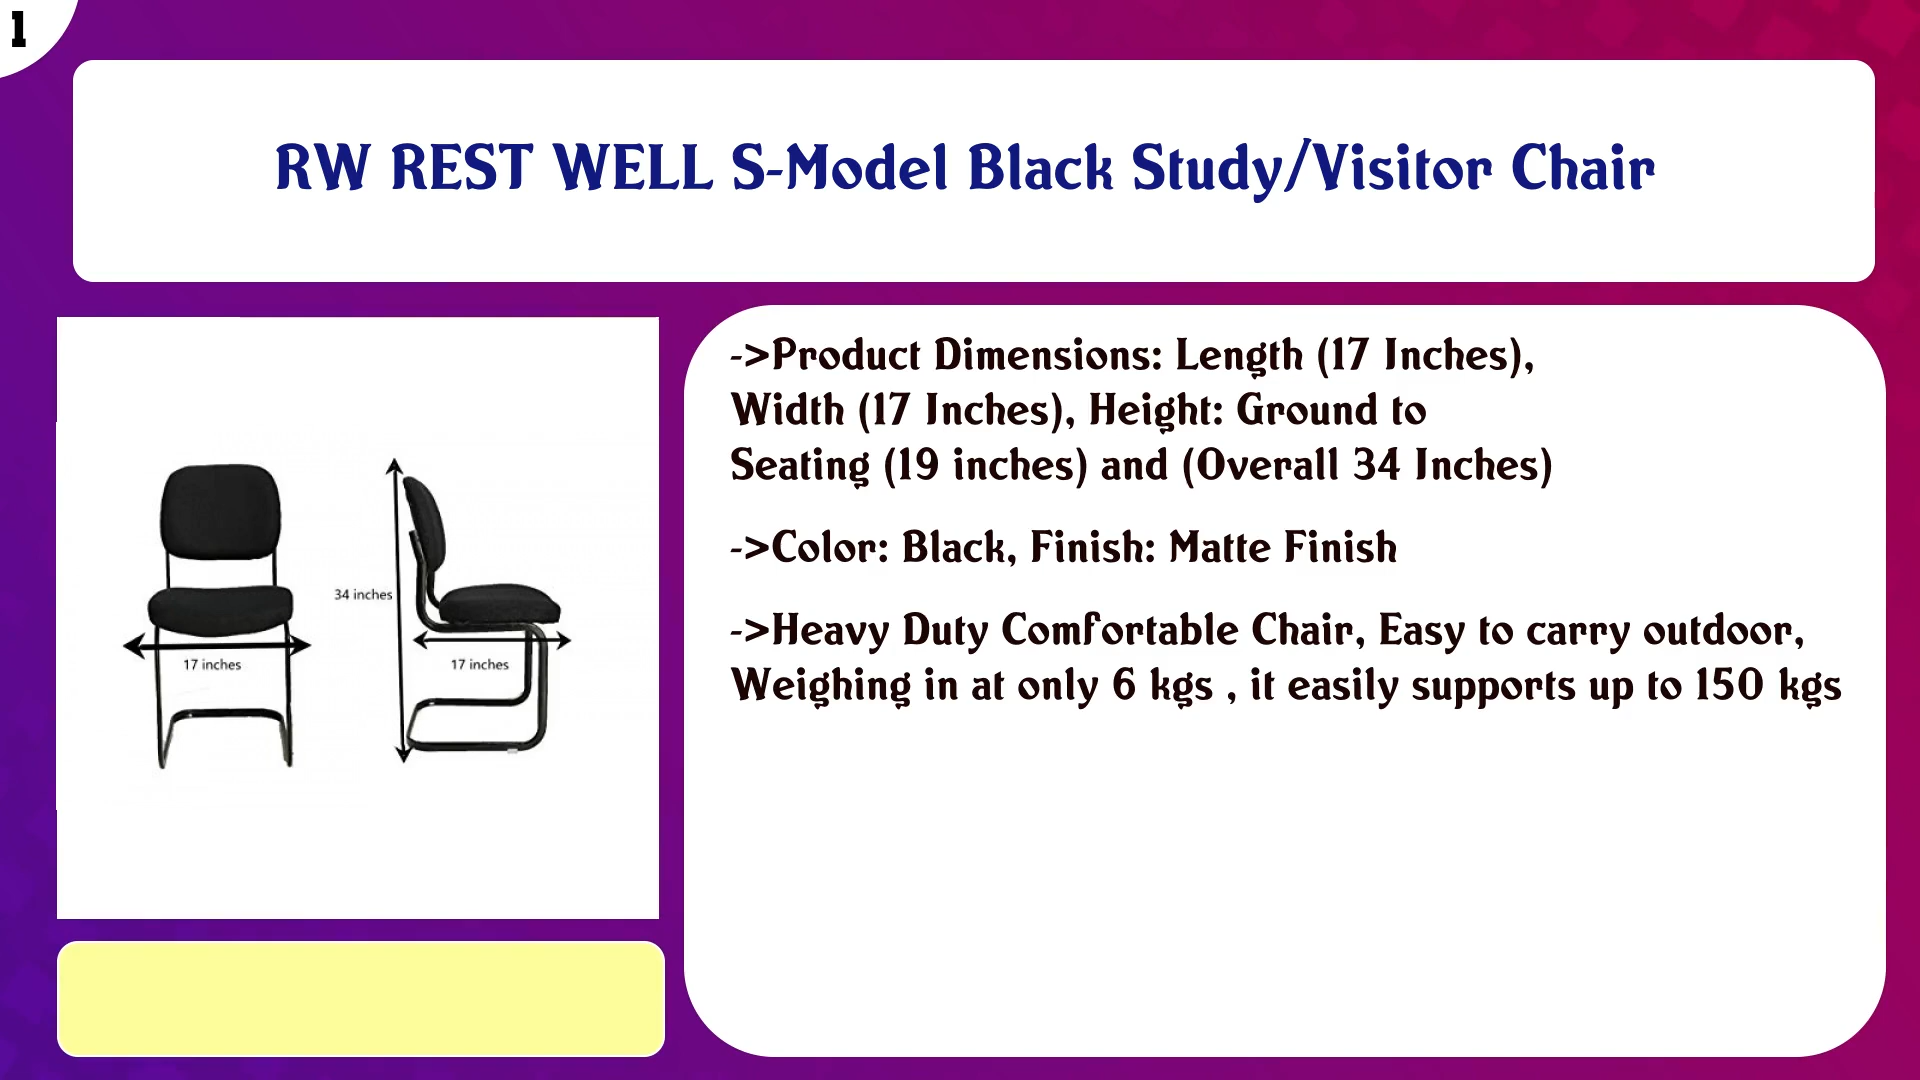 1
RW REST WELL S-Model Black Study/Visitor Chair
34 inches
17 inches
17 inches
->Product Dimensions: Length (17 Inches),
Width (17 Inches), Height: Ground to
Seating (19 inches) and (Overall 34 Inches)
->Color: Black, Finish: Matte Finish
->Heavy Duty Comfortable Chair, Easy to carry outdoor,
Weighing in at only 6 kgs , it easily supports up to 150 kgs